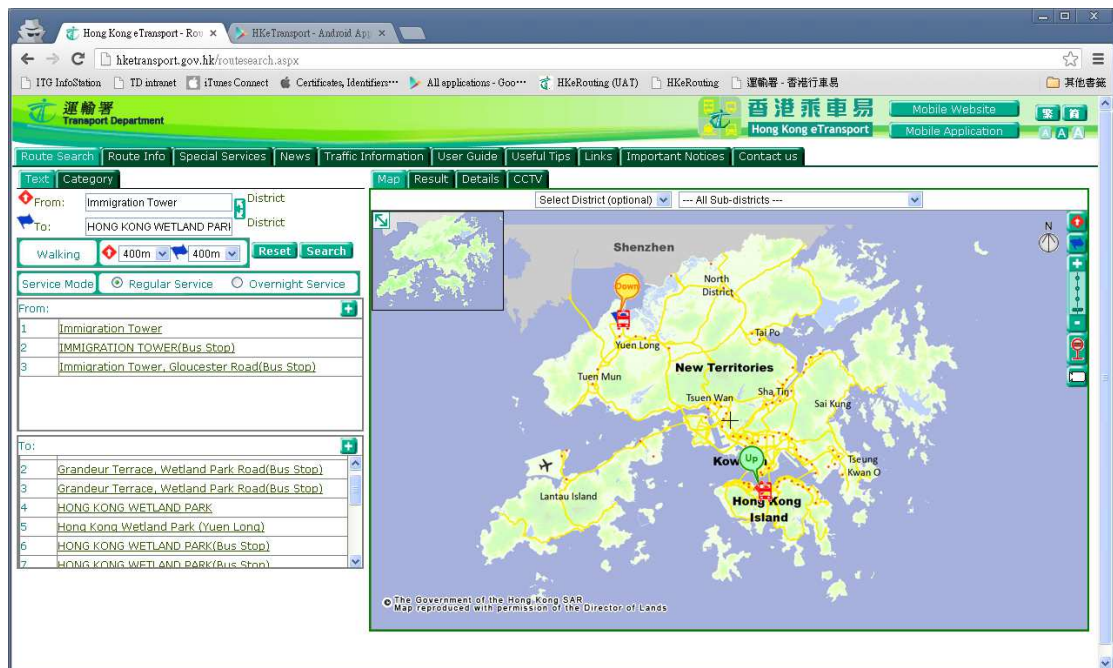 Hong Kong eTransport - Rou
HKeTransport - Android App
hketransport.gov.hk/routesearch.aspx
ITG InfoStation
TD intranet
iTunes Connect
Certificates, Identifiers···
All applications - Goo···
HKeRouting (UAT)
HKeRouting
運輸署 - 香港行車易
其他書籤
運輸署
Transport Department
香港乘車易
Hong Kong eTransport
Mobile Website
Mobile Application
繁 简
A A A
Route Search Route Info Special Services News Traffic Information User Guide Useful Tips Links Important Notices Contact us
Text Category
From: Immigration Tower District
To: HONG KONG WETLAND PARI District
Walking 400m 400m Reset Search
Service Mode Regular Service Overnight Service
From:
1 Immigration Tower
2 IMMIGRATION TOWER(Bus Stop)
3 Immigration Tower, Gloucester Road(Bus Stop)
To:
2 Grandeur Terrace, Wetland Park Road(Bus Stop)
3 Grandeur Terrace, Wetland Park Road(Bus Stop)
4 HONG KONG WETLAND PARK
5 Hong Kong Wetland Park (Yuen Long)
6 HONG KONG WETLAND PARK(Bus Stop)
7 HONG KONG WETLAND PARK(Bus Stop)
Map Result Details CCTV
Select District (optional) --- All Sub-districts ---
N
Shenzhen
Down
North
District
Yuen Long
Tai Po
Tuen Mun
New Territories
Tsuen Wan
Sha Tin
Sai Kung
Up
Tseung
Kwan O
Lantau Island
Hong Kong
Island
© The Government of the Hong Kong SAR
Map reproduced with permission of the Director of Lands